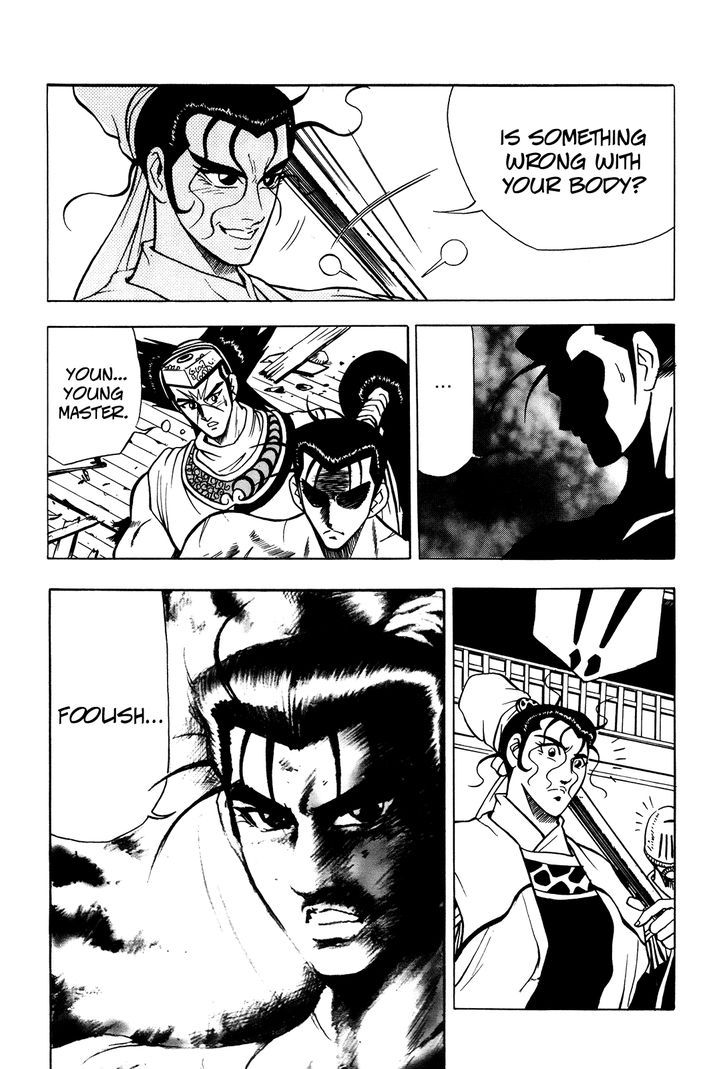 IS SOMETHING
WRONG WITH
YOUR BODY?
...
YOUN...
YOUNG
MASTER.
!!
FOOLISH...